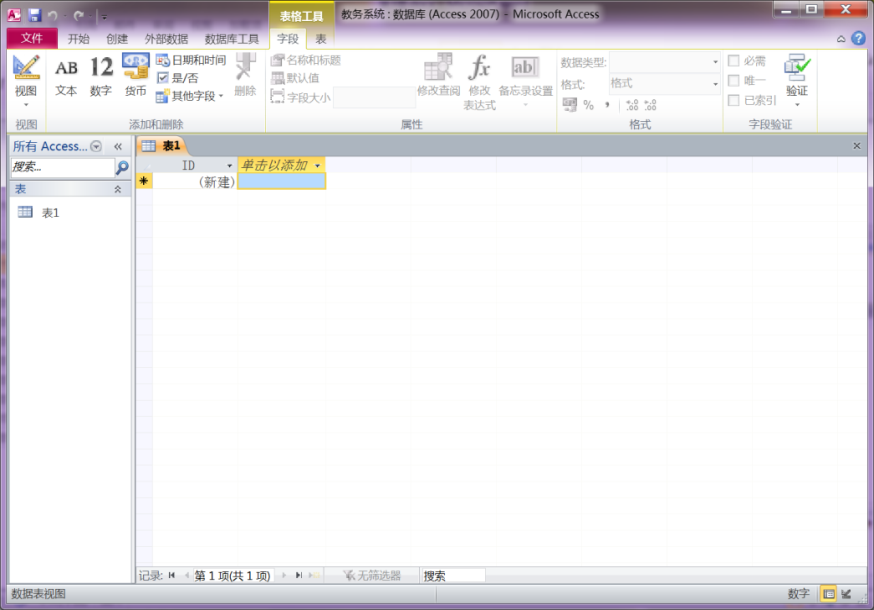 表格工具 教务系统 : 数据库 (Access 2007) - Microsoft Access
文件 开始 创建 外部数据 数据库工具 字段 表
视图 AB 文本 12 数字 货币 日期和时间 是/否 其他字段 删除
名称和标题 默认值 字段大小 修改查阅 fx 修改表达式 ab 备忘录设置
数据类型: 格式: 格式 % , .00 .00
必需 唯一 已索引 验证
视图 添加和删除 属性 格式 字段验证
所有 Access... «
搜索...
表
表1
表1
ID 单击以添加
(新建)
记录: 第 1 项(共 1 项) 无筛选器 搜索
数据表视图 数字